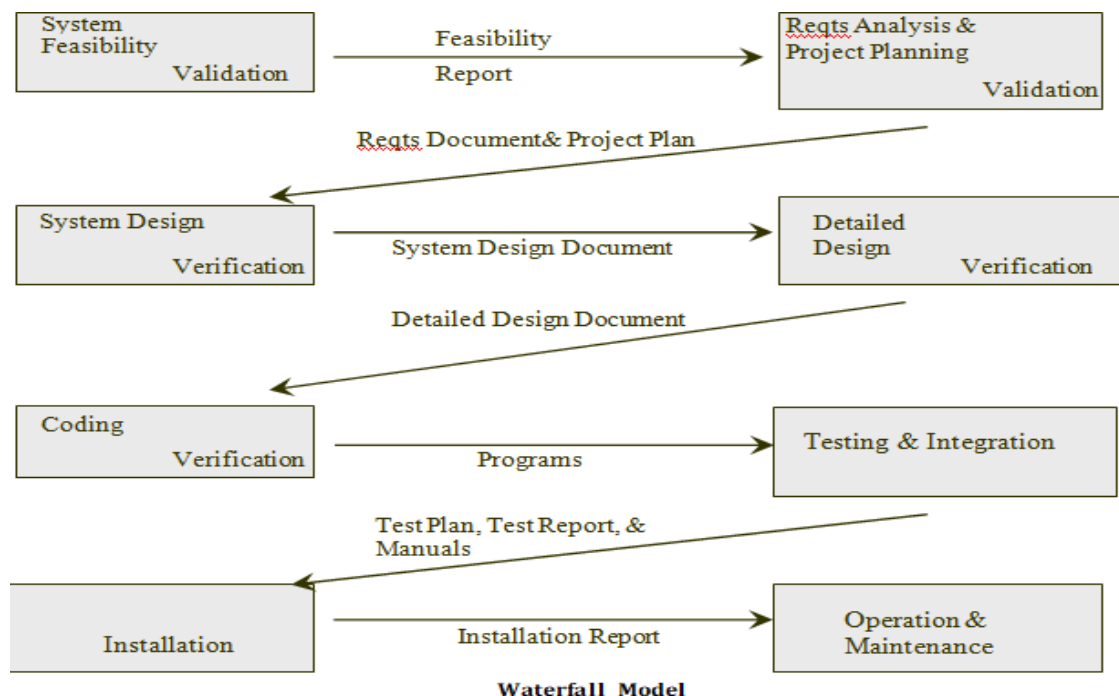 System
Feasibility
Validation
Feasibility
Report
Reqts Analysis &
Project Planning
Validation
Reqts Document& Project Plan
System Design
Verification
System Design Document
Detailed
Design
Verification
Detailed Design Document
Coding
Verification
Programs
Testing & Integration
Test Plan, Test Report, &
Manuals
Installation
Installation Report
Operation &
Maintenance
Waterfall Model